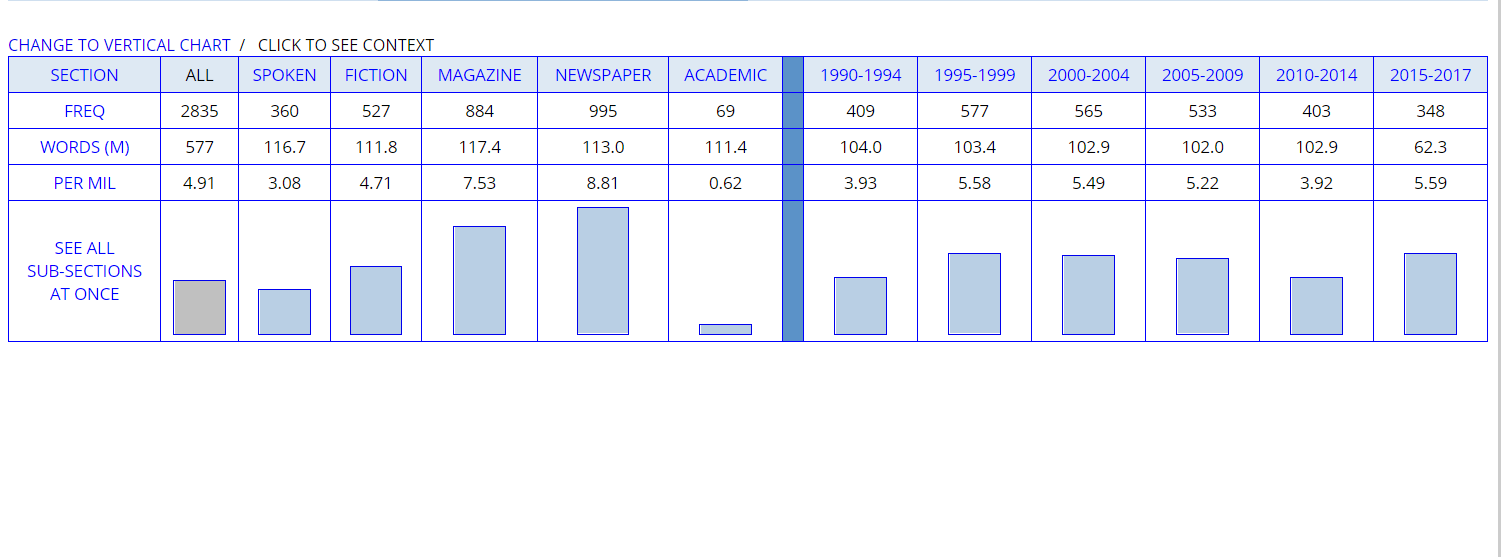 CHANGE TO VERTICAL CHART / CLICK TO SEE CONTEXT
SECTION ALL SPOKEN FICTION MAGAZINE NEWSPAPER ACADEMIC 1990-1994 1995-1999 2000-2004 2005-2009 2010-2014 2015-2017
FREQ 2835 360 527 884 995 69 409 577 565 533 403 348
WORDS (M) 577 116.7 111.8 117.4 113.0 111.4 104.0 103.4 102.9 102.0 102.9 62.3
PER MIL 4.91 3.08 4.71 7.53 8.81 0.62 3.93 5.58 5.49 5.22 3.92 5.59
SEE ALL
SUB-SECTIONS
AT ONCE